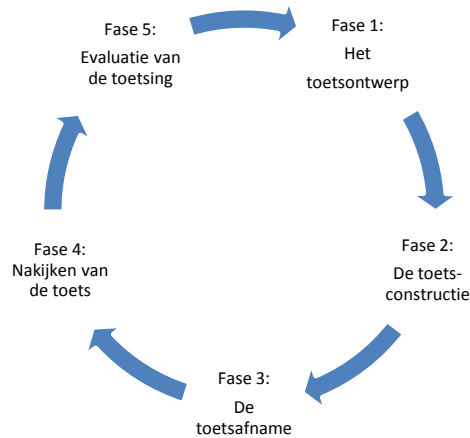 Fase 1:
Het
toetsontwerp
Fase 2:
De toets-
constructie
Fase 3:
De
toetsafname
Fase 4:
Nakijken van
de toets
Fase 5:
Evaluatie van
de toetsing